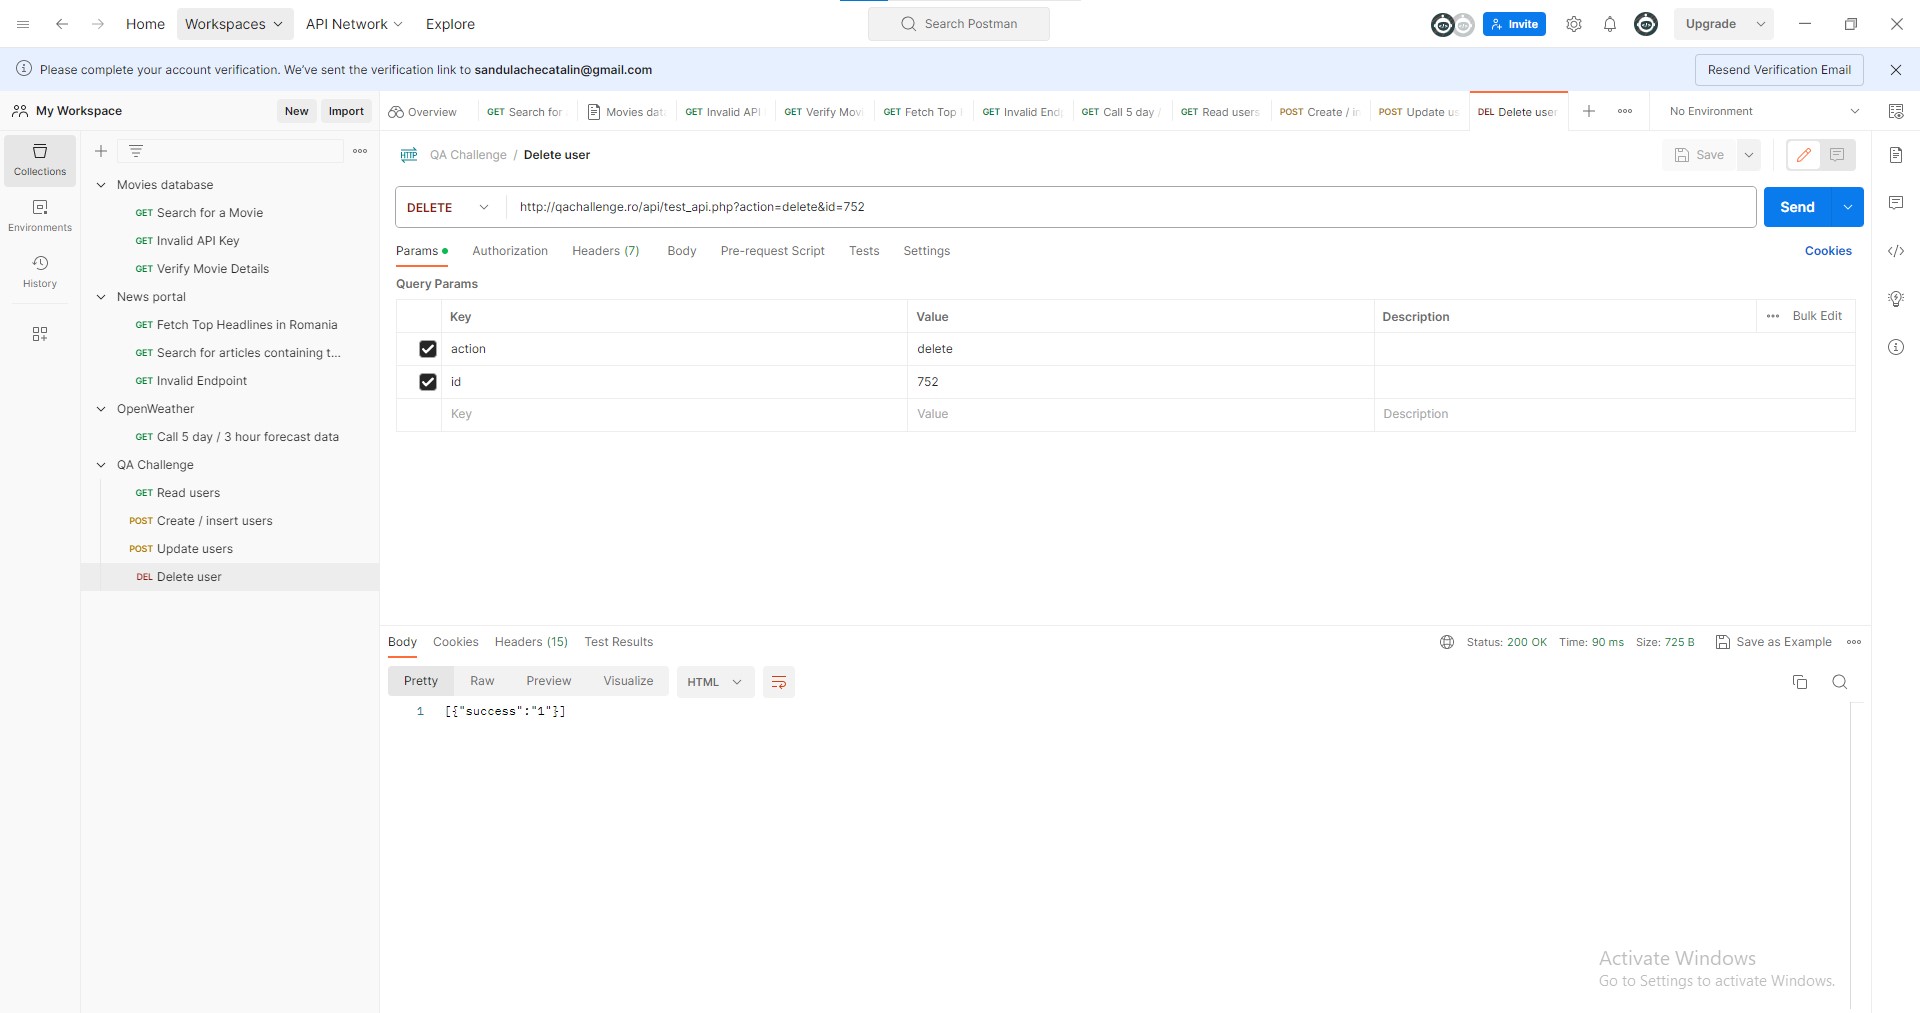 Home Workspaces API Network Explore Search Postman Invite Upgrade
Please complete your account verification. We've sent the verification link to sandulachecatalin@gmail.com Resend Verification Email
My Workspace New Import Overview GET Search for Movies dat GET Invalid API GET Verify Movi GET Fetch Top GET Invalid End GET Call 5 day / GET Read users POST Create / in POST Update us DEL Delete user No Environment
Collections
Environments
History
Movies database
GET Search for a Movie
GET Invalid API Key
GET Verify Movie Details
News portal
GET Fetch Top Headlines in Romania
GET Search for articles containing t...
GET Invalid Endpoint
OpenWeather
GET Call 5 day / 3 hour forecast data
QA Challenge
GET Read users
POST Create / insert users
POST Update users
DEL Delete user
HTTP QA Challenge / Delete user Save
DELETE http://qachallenge.ro/api/test_api.php?action=delete&id=752 Send
Params Authorization Headers (7) Body Pre-request Script Tests Settings Cookies
Query Params
Key Value Description Bulk Edit
action delete
id 752
Key Value Description
Body Cookies Headers (15) Test Results Status: 200 OK Time: 90 ms Size: 725 B Save as Example
Pretty Raw Preview Visualize HTML
1 [{"success":"1"}]
Activate Windows
Go to Settings to activate Windows.